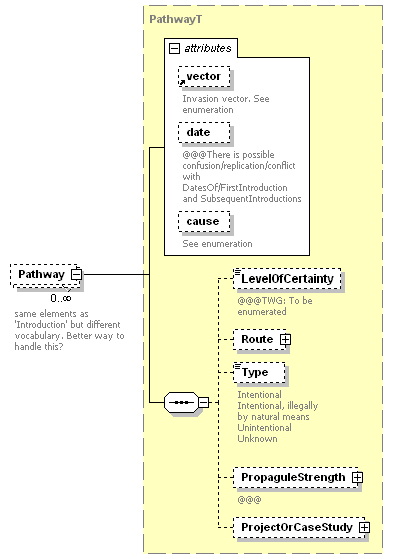 PathwayT
attributes
vector
Invasion vector. See
enumeration
date
@@@There is possible
confusion/replication/conflict
with
DatesOf/FirstIntroduction
and SubsequentIntroductions
cause
See enumeration
Pathway
0..∞
same elements as
'Introduction' but different
vocabulary. Better way to
handle this?
LevelOfCertainty
@@@TWG: To be
enumerated
Route
Type
Intentional
Intentional, illegally
by natural means
Unintentional
Unknown
PropaguleStrength
@@@
ProjectOrCaseStudy